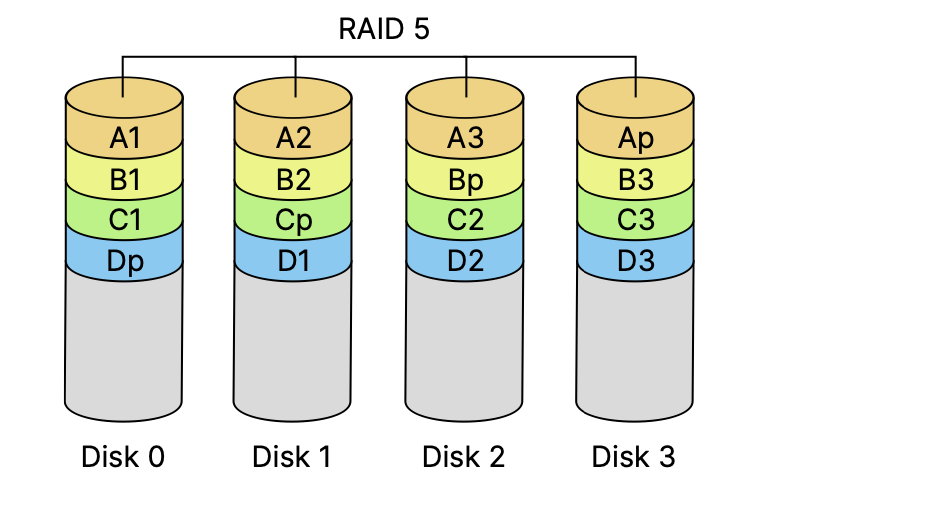 RAID 5
A1 A2 A3 Ap
B1 B2 Bp B3
C1 Cp C2 C3
Dp D1 D2 D3
Disk 0 Disk 1 Disk 2 Disk 3